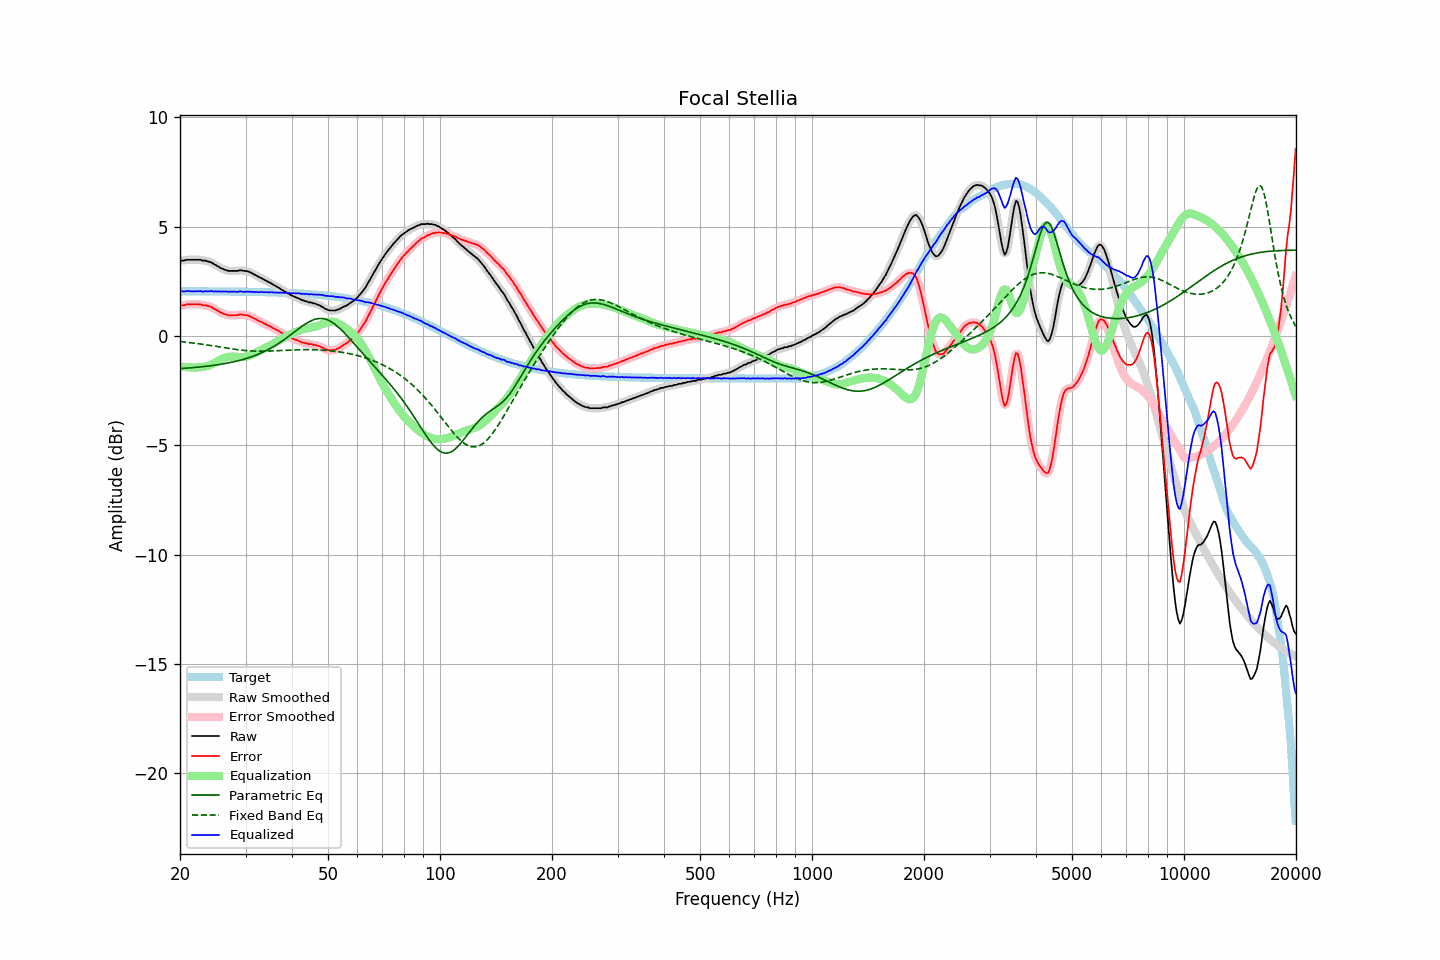 Focal Stellia
Amplitude (dBr)
10
5
0
−5
−10
−15
−20
Target
Raw Smoothed
Error Smoothed
Raw
Error
Equalization
Parametric Eq
Fixed Band Eq
Equalized
20 50 100 200 500 1000 2000 5000 10000 20000
Frequency (Hz)